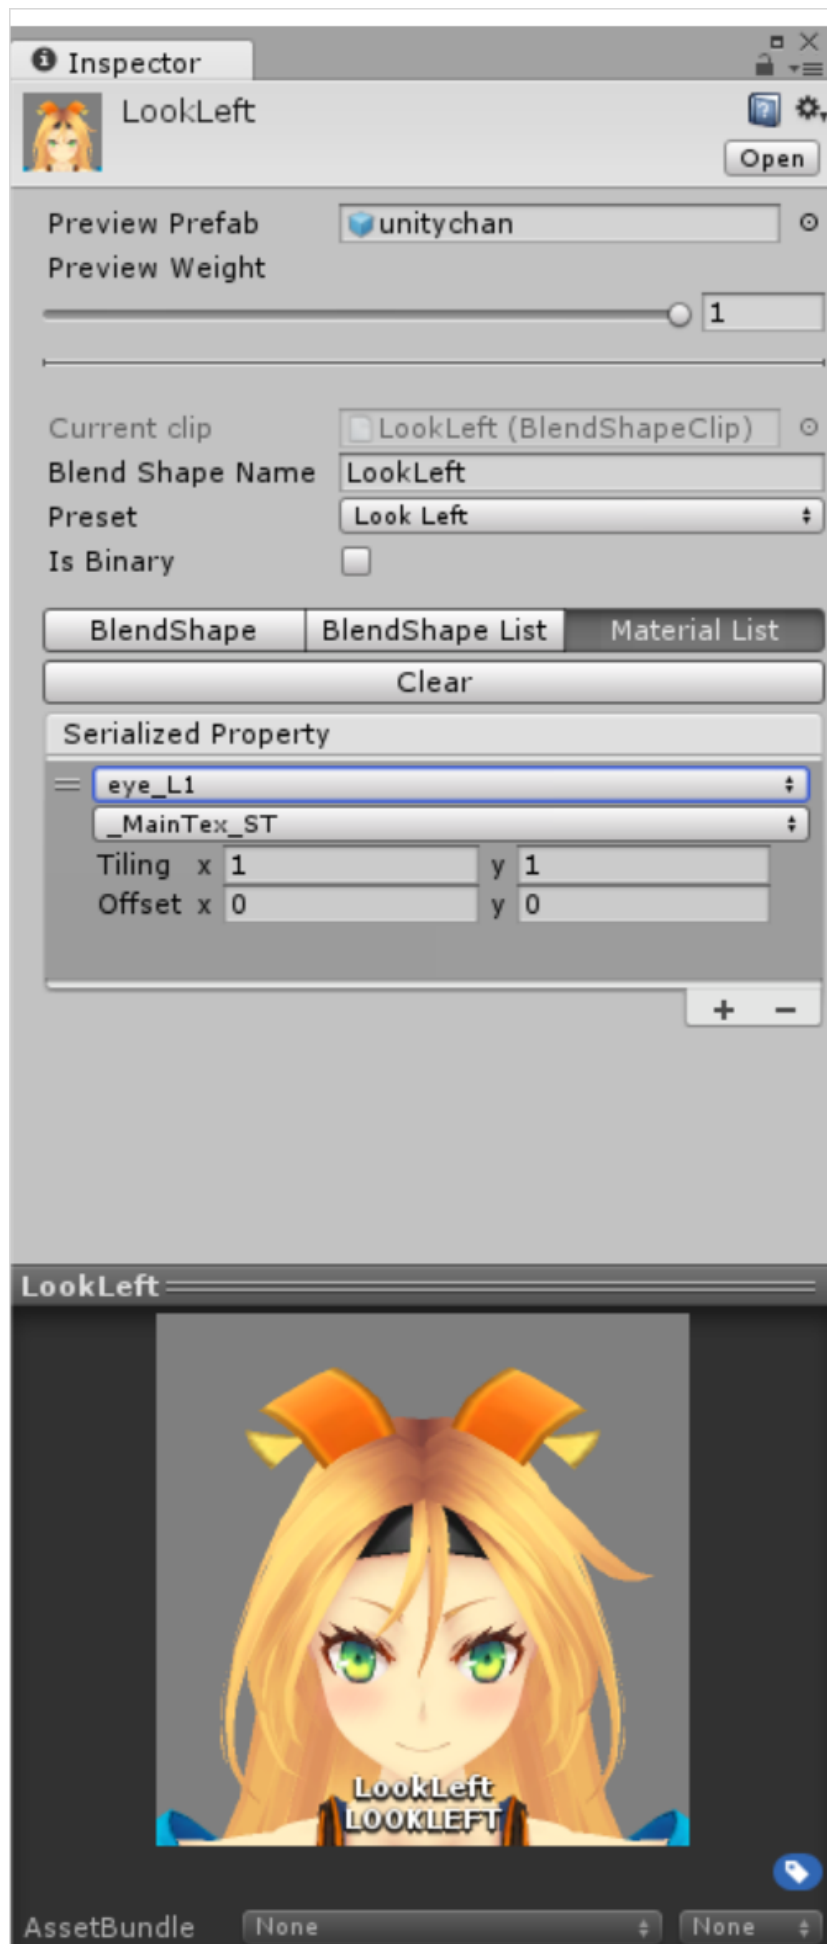 Inspector
LookLeft
Open
Preview Prefab unitychan
Preview Weight
1
Current clip LookLeft (BlendShapeClip)
Blend Shape Name LookLeft
Preset Look Left
Is Binary
BlendShape BlendShape List Material List
Clear
Serialized Property
eye_L1
_MainTex_ST
Tiling x 1 y 1
Offset x 0 y 0
+ −
LookLeft
LookLeft
LOOKLEFT
AssetBundle None None